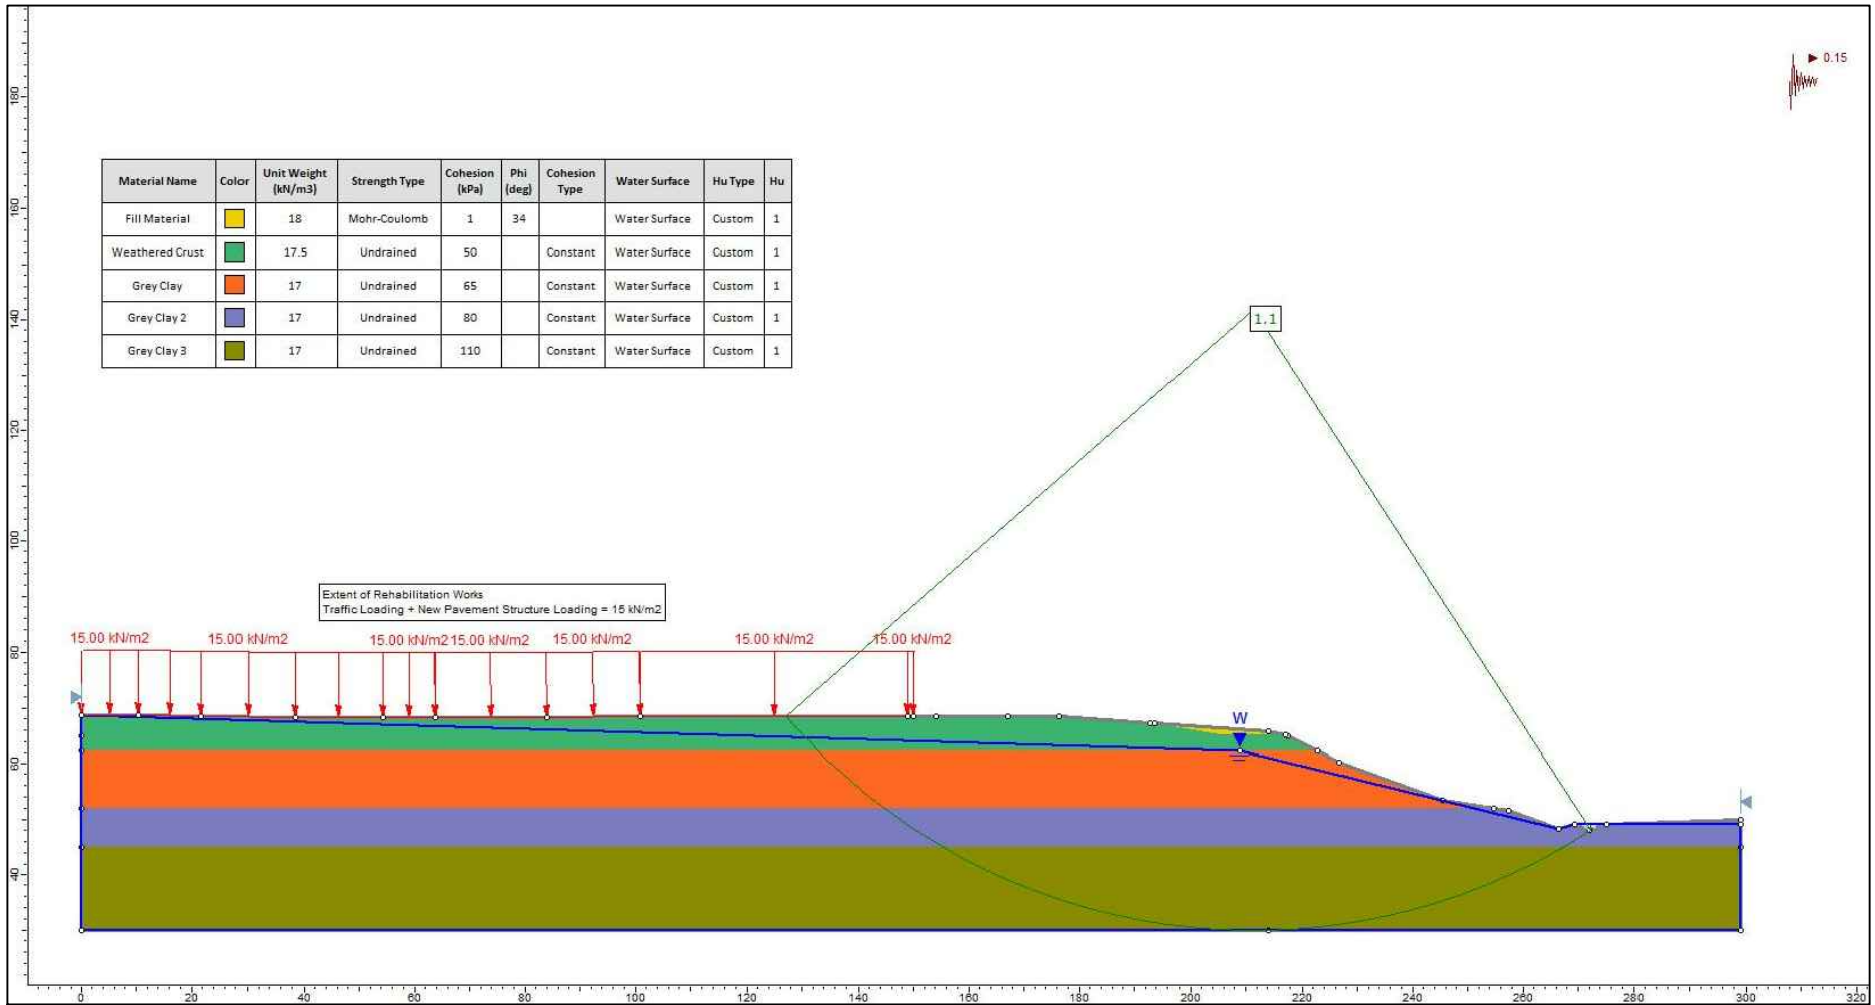 0.15
Material Name Color Unit Weight (kN/m3) Strength Type Cohesion (kPa) Phi (deg) Cohesion Type Water Surface Hu Type Hu
Fill Material 18 Mohr-Coulomb 1 34 Water Surface Custom 1
Weathered Crust 17.5 Undrained 50 Constant Water Surface Custom 1
Grey Clay 17 Undrained 65 Constant Water Surface Custom 1
Grey Clay 2 17 Undrained 80 Constant Water Surface Custom 1
Grey Clay 3 17 Undrained 110 Constant Water Surface Custom 1
1.1
Extent of Rehabilitation Works
Traffic Loading + New Pavement Structure Loading = 15 kN/m2
15.00 kN/m2 15.00 kN/m2 15.00 kN/m2 15.00 kN/m2 15.00 kN/m2 15.00 kN/m2 15.00 kN/m2
W
180
160
140
120
100
80
60
40
0 20 40 60 80 100 120 140 160 180 200 220 240 260 280 300 320